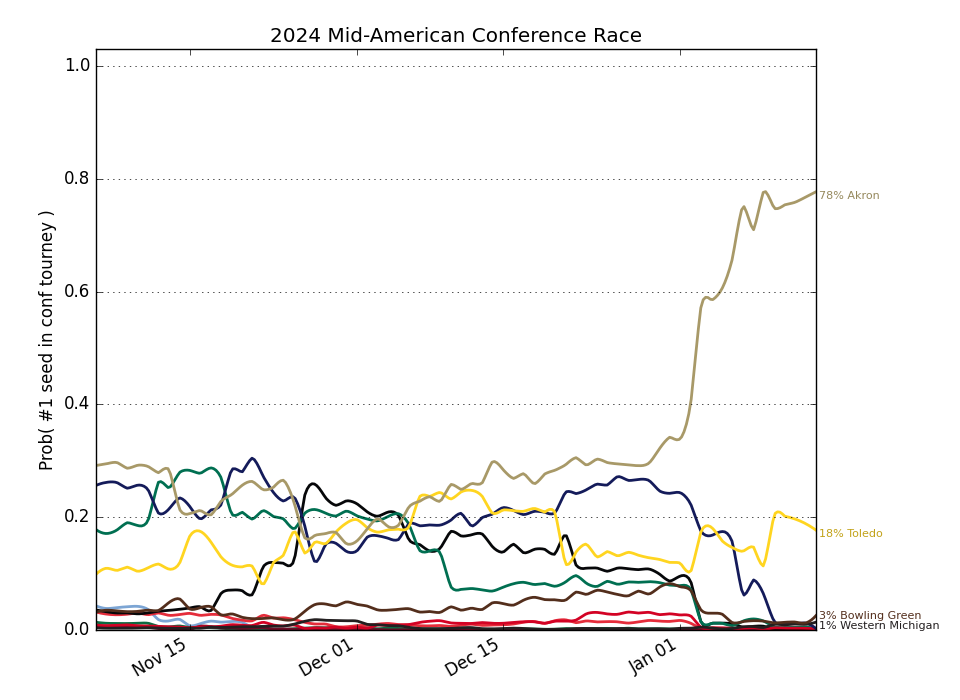 2024 Mid-American Conference Race
Prob( #1 seed in conf tourney )
1.0
0.8
0.6
0.4
0.2
0.0
78% Akron
18% Toledo
3% Bowling Green
1% Western Michigan
Nov 15
Dec 01
Dec 15
Jan 01